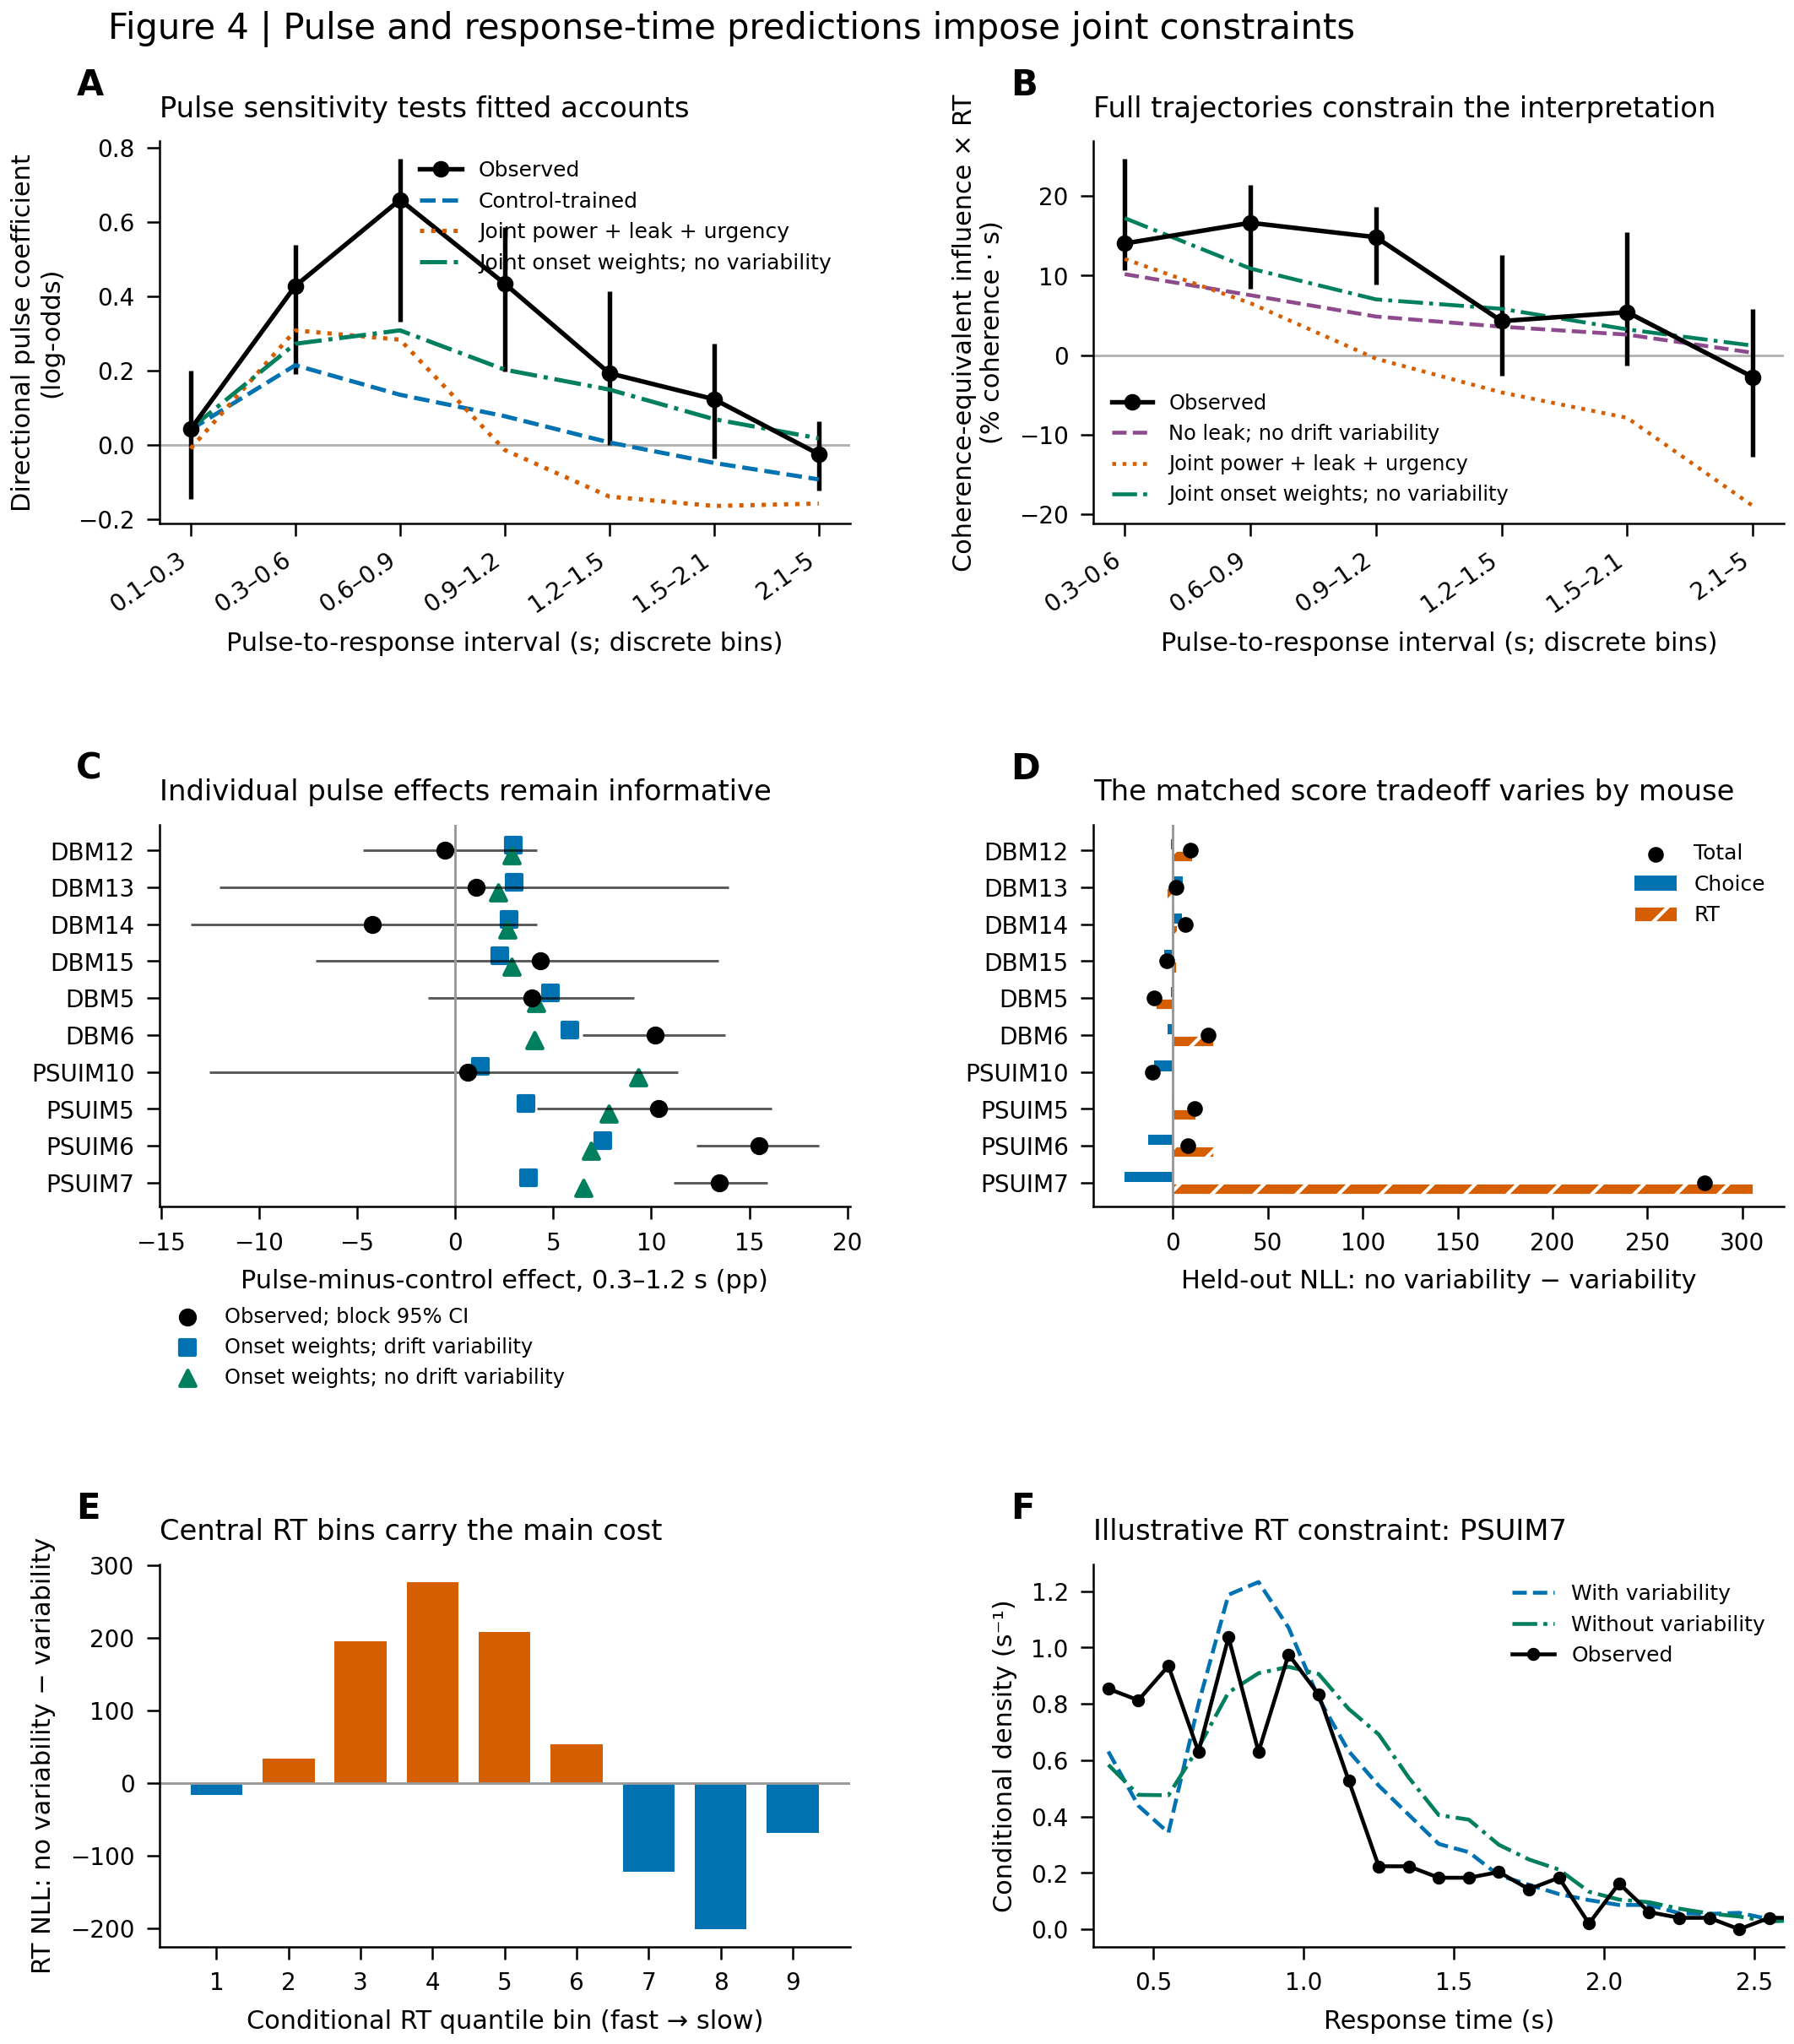 Figure 4 | Pulse and response-time predictions impose joint constraints
A
Pulse sensitivity tests fitted accounts
Directional pulse coefficient
(log-odds)
0.8
0.6
0.4
0.2
0.0
−0.2
Observed
Control-trained
Joint power + leak + urgency
Joint onset weights; no variability
0.1–0.3
0.3–0.6
0.6–0.9
0.9–1.2
1.2–1.5
1.5–2.1
2.1–5
Pulse-to-response interval (s; discrete bins)
B
Full trajectories constrain the interpretation
Coherence-equivalent influence × RT
(% coherence · s)
20
10
0
−10
−20
Observed
No leak; no drift variability
Joint power + leak + urgency
Joint onset weights; no variability
0.3–0.6
0.6–0.9
0.9–1.2
1.2–1.5
1.5–2.1
2.1–5
Pulse-to-response interval (s; discrete bins)
C
Individual pulse effects remain informative
DBM12
DBM13
DBM14
DBM15
DBM5
DBM6
PSUIM10
PSUIM5
PSUIM6
PSUIM7
−15 −10 −5 0 5 10 15 20
Pulse-minus-control effect, 0.3–1.2 s (pp)
Observed; block 95% CI
Onset weights; drift variability
Onset weights; no drift variability
D
The matched score tradeoff varies by mouse
DBM12
DBM13
DBM14
DBM15
DBM5
DBM6
PSUIM10
PSUIM5
PSUIM6
PSUIM7
Total
Choice
RT
0 50 100 150 200 250 300
Held-out NLL: no variability − variability
E
Central RT bins carry the main cost
RT NLL: no variability − variability
300
200
100
0
−100
−200
1 2 3 4 5 6 7 8 9
Conditional RT quantile bin (fast → slow)
F
Illustrative RT constraint: PSUIM7
Conditional density (s⁻¹)
1.2
1.0
0.8
0.6
0.4
0.2
0.0
With variability
Without variability
Observed
0.5 1.0 1.5 2.0 2.5
Response time (s)